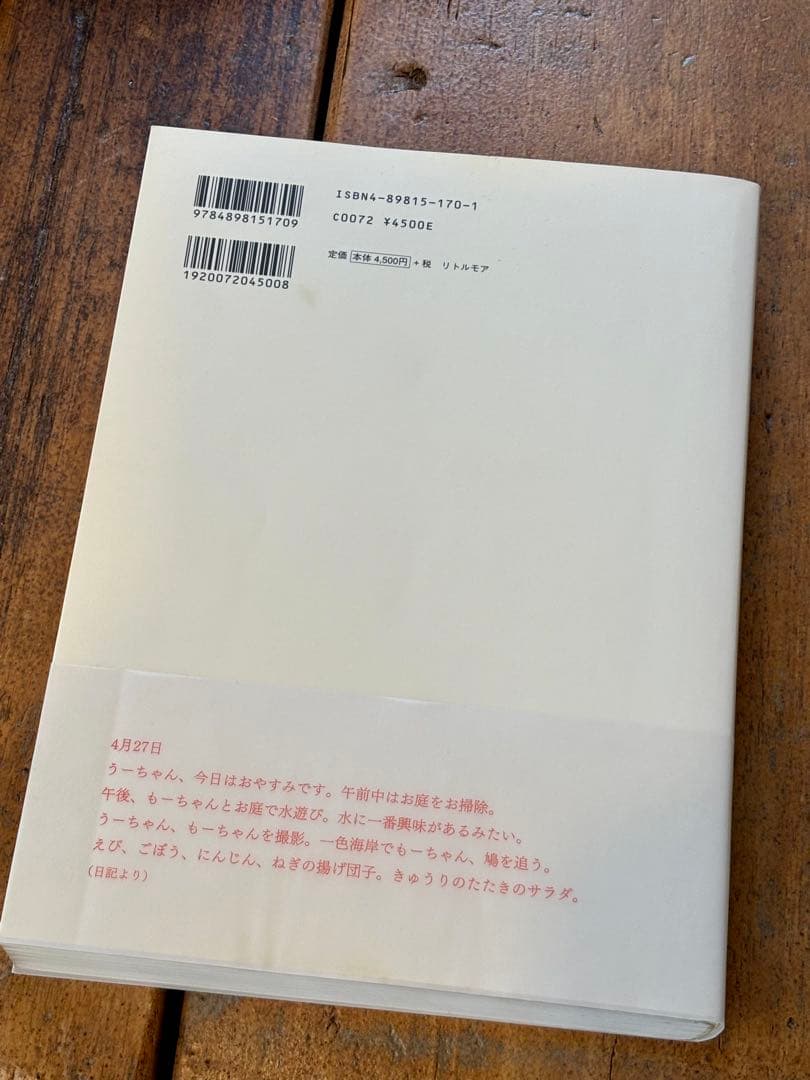 9784898151709
ISBN4-89815-170-1
C0072 ¥4500E
1920072045008
定価 本体 4,500円 +税 リトルモア
4月27日
うーちゃん、今日はおやすみです。午前中はお庭をお掃除。
午後、もーちゃんとお庭で水遊び。水に一番興味があるみたい。
うーちゃん、もーちゃんを撮影。一色海岸でもーちゃん、鳩を追う。
えび、ごぼう、にんじん、ねぎの揚げ団子。きゅうりのたたきのサラダ。
(日記より)